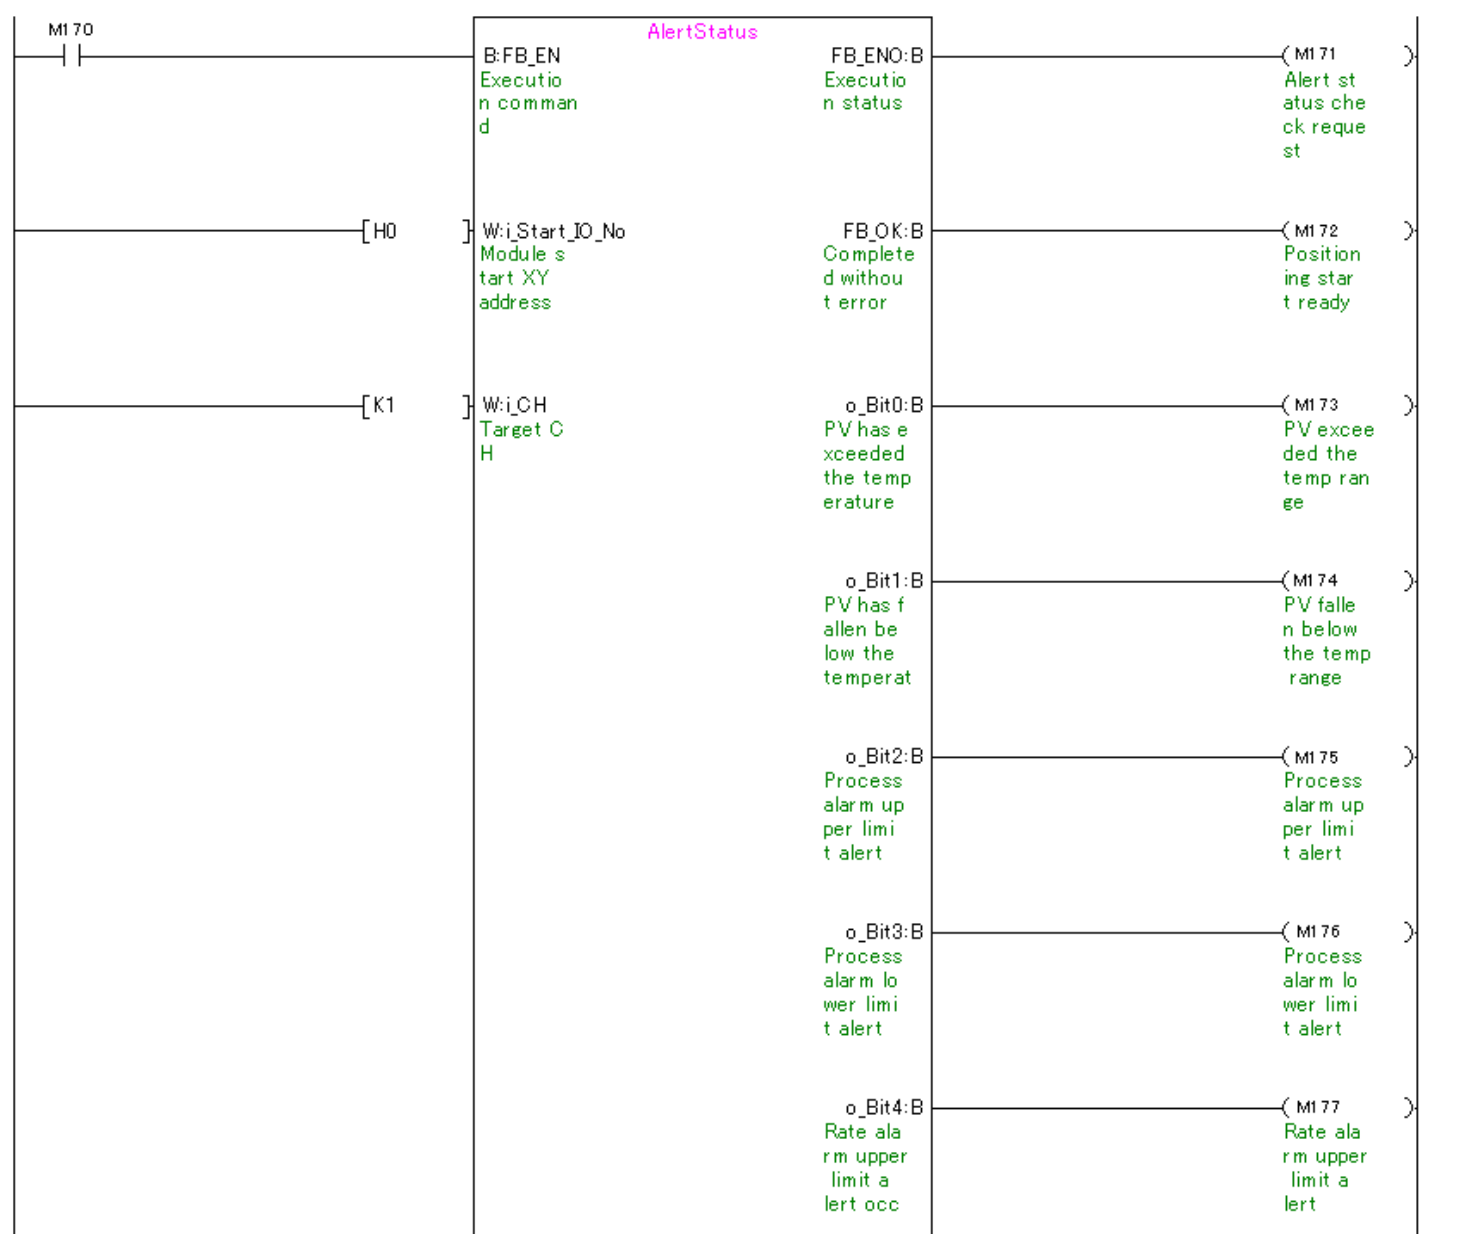 M170
AlertStatus
B:FB_EN
Executio
n comman
d
FB_ENO:B
Executio
n status
M171
Alert st
atus che
ck reque
st
H0
W:i_Start_IO_No
Module s
tart XY
address
FB_OK:B
Complete
d withou
t error
M172
Position
ing star
t ready
K1
W:i_CH
Target C
H
o_Bit0:B
PV has e
xceeded
the temp
erature
M173
PV excee
ded the
temp ran
ge
o_Bit1:B
PV has f
allen be
low the
temperat
M174
PV falle
n below
the temp
range
o_Bit2:B
Process
alarm up
per limi
t alert
M175
Process
alarm up
per limi
t alert
o_Bit3:B
Process
alarm lo
wer limi
t alert
M176
Process
alarm lo
wer limi
t alert
o_Bit4:B
Rate ala
rm upper
limit a
lert occ
M177
Rate ala
rm upper
limit a
lert